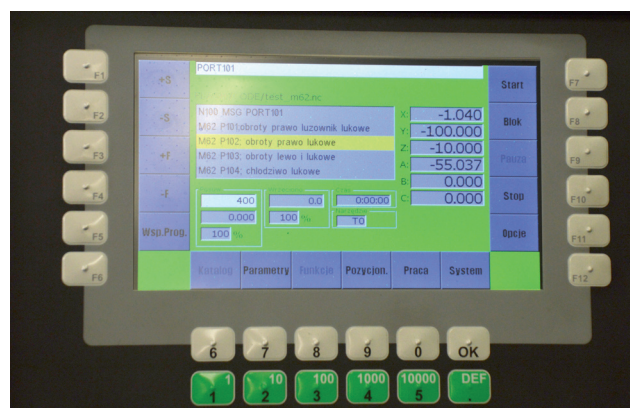 PORT101
F1
+S
Start
F7
/test_m62.nc
F2
-S
N100 MSG PORT101
X: -1.040
Blok
F8
M62 P101;obroty prawo luzownik lukowe
Y: -100.000
M62 P102; obroty prawo lukowe
Z: -10.000
F3
+F
Pauza
F9
M62 P103; obroty lewo i lukowe
A: -55.037
M62 P104; chlodziwo lukowe
B: 0.000
F4
-F
400
0.0
0:00:00
C: 0.000
Stop
F10
0.000
100 %
T0
F5
Wsp.Prog.
100 %
Opcje
F11
F6
Katalog
Parametry
Funkcje
Pozycjon.
Praca
System
F12
6
7
8
9
0
OK
1
10
100
1000
10000
DEF
1
2
3
4
5
.